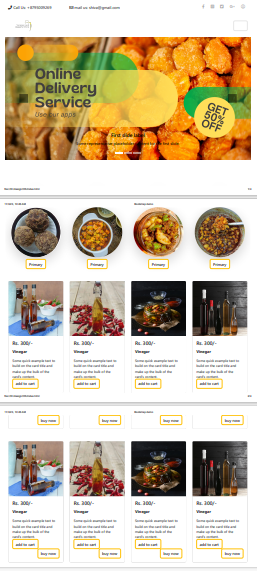 Online
Delivery
Service
Use our apps
GET
50%
OFF
First slide label
Primary
Primary
Primary
Primary
Rs. 300/-
Rs. 300/-
Rs. 300/-
Rs. 300/-
Vinegar
Vinegar
Vinegar
Vinegar
Some quick example text to
build on the card title and
make up the bulk of the
card's content.
Some quick example text to
build on the card title and
make up the bulk of the
card's content.
Some quick example text to
build on the card title and
make up the bulk of the
card's content.
Some quick example text to
build on the card title and
make up the bulk of the
card's content.
add to cart
add to cart
add to cart
add to cart
buy now
buy now
buy now
buy now
Rs. 300/-
Rs. 300/-
Rs. 300/-
Rs. 300/-
Vinegar
Vinegar
Vinegar
Vinegar
Some quick example text to
build on the card title and
make up the bulk of the
card's content.
Some quick example text to
build on the card title and
make up the bulk of the
card's content.
Some quick example text to
build on the card title and
make up the bulk of the
card's content.
Some quick example text to
build on the card title and
make up the bulk of the
card's content.
add to cart
add to cart
add to cart
add to cart
buy now
buy now
buy now
buy now